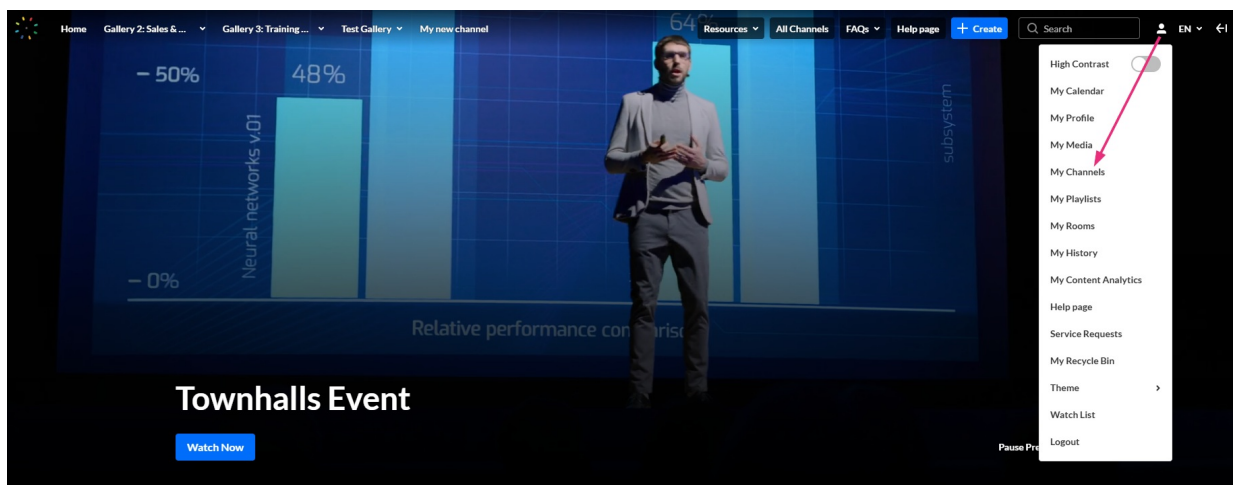 Home Gallery 2: Sales & ... Gallery 3: Training ... Test Gallery My new channel Resources All Channels FAQs Help page + Create Search EN
64%
– 50%
48%
Neural networks v.01
subsystem
– 0%
Relative performance comparison
Townhalls Event
Watch Now
Pause Pre
High Contrast
My Calendar
My Profile
My Media
My Channels
My Playlists
My Rooms
My History
My Content Analytics
Help page
Service Requests
My Recycle Bin
Theme
Watch List
Logout